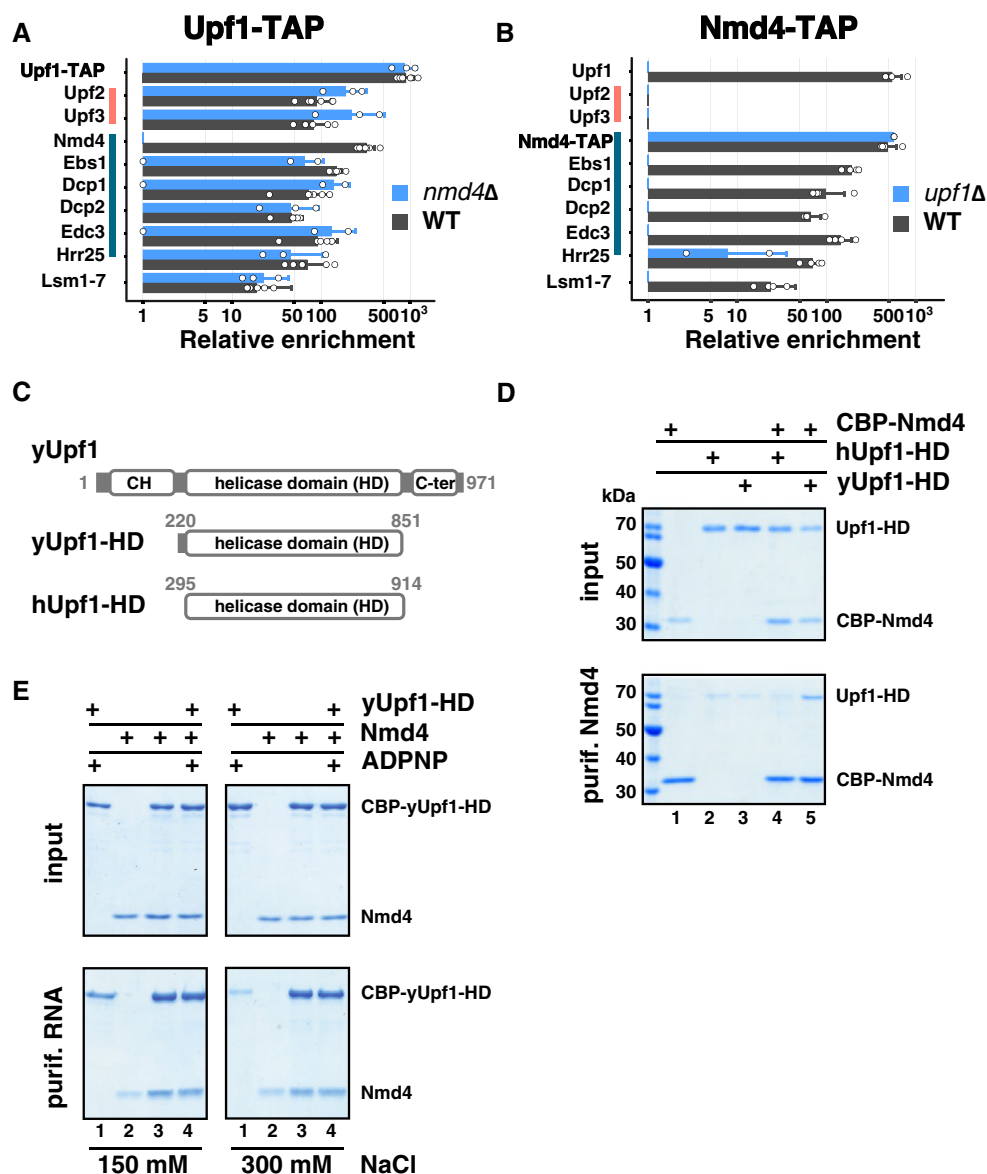 A
Upf1-TAP
Upf1-TAP
Upf2
Upf3
Nmd4
Ebs1
Dcp1
Dcp2
Edc3
Hrr25
Lsm1-7
nmd4Δ
WT
1 5 10 50 100 500 10³
Relative enrichment
B
Nmd4-TAP
Upf1
Upf2
Upf3
Nmd4-TAP
Ebs1
Dcp1
Dcp2
Edc3
Hrr25
Lsm1-7
upf1Δ
WT
1 5 10 50 100 500 10³
Relative enrichment
C
yUpf1
1 CH helicase domain (HD) C-ter 971
220 851
yUpf1-HD helicase domain (HD)
295 914
hUpf1-HD helicase domain (HD)
D
+ + + CBP-Nmd4
+ + hUpf1-HD
+ + yUpf1-HD
kDa
input
70 Upf1-HD
50
40
30 CBP-Nmd4
purif. Nmd4
70 Upf1-HD
50
40
30 CBP-Nmd4
1 2 3 4 5
E
+ + + + yUpf1-HD
+ + + + + + Nmd4
+ + + + ADPNP
input
CBP-yUpf1-HD
Nmd4
purif. RNA
CBP-yUpf1-HD
Nmd4
1 2 3 4 1 2 3 4
150 mM 300 mM NaCl